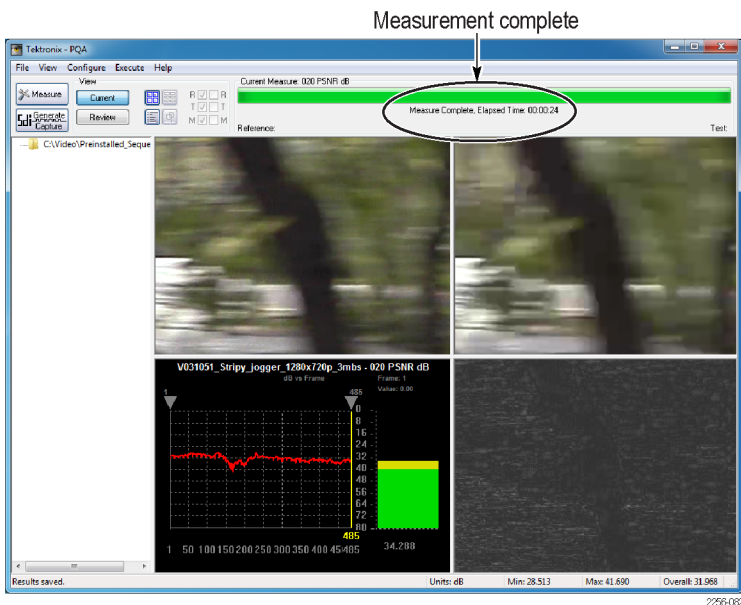 Measurement complete
Tektronix - PQA
File View Configure Execute Help
View
Current Measure: 020 PSNR dB
Measure
Current
R R
T T
Measure Complete, Elapsed Time: 00:00:24
Sdi Generate Capture
Review
M M
Reference:
Test:
C:\Video\Preinstalled_Seque
V031051_Stripy_jogger_1280x720p_3mbs - 020 PSNR dB
dB vs Frame
Frame: 1
Value: 0.00
1 485
0
8
16
24
32
40
48
56
64
72
80
485
1 50 100 150 200 250 300 350 400 45 485
34.288
Results saved.
Units: dB
Min: 28.513
Max: 41.690
Overall: 31.968
2256-082